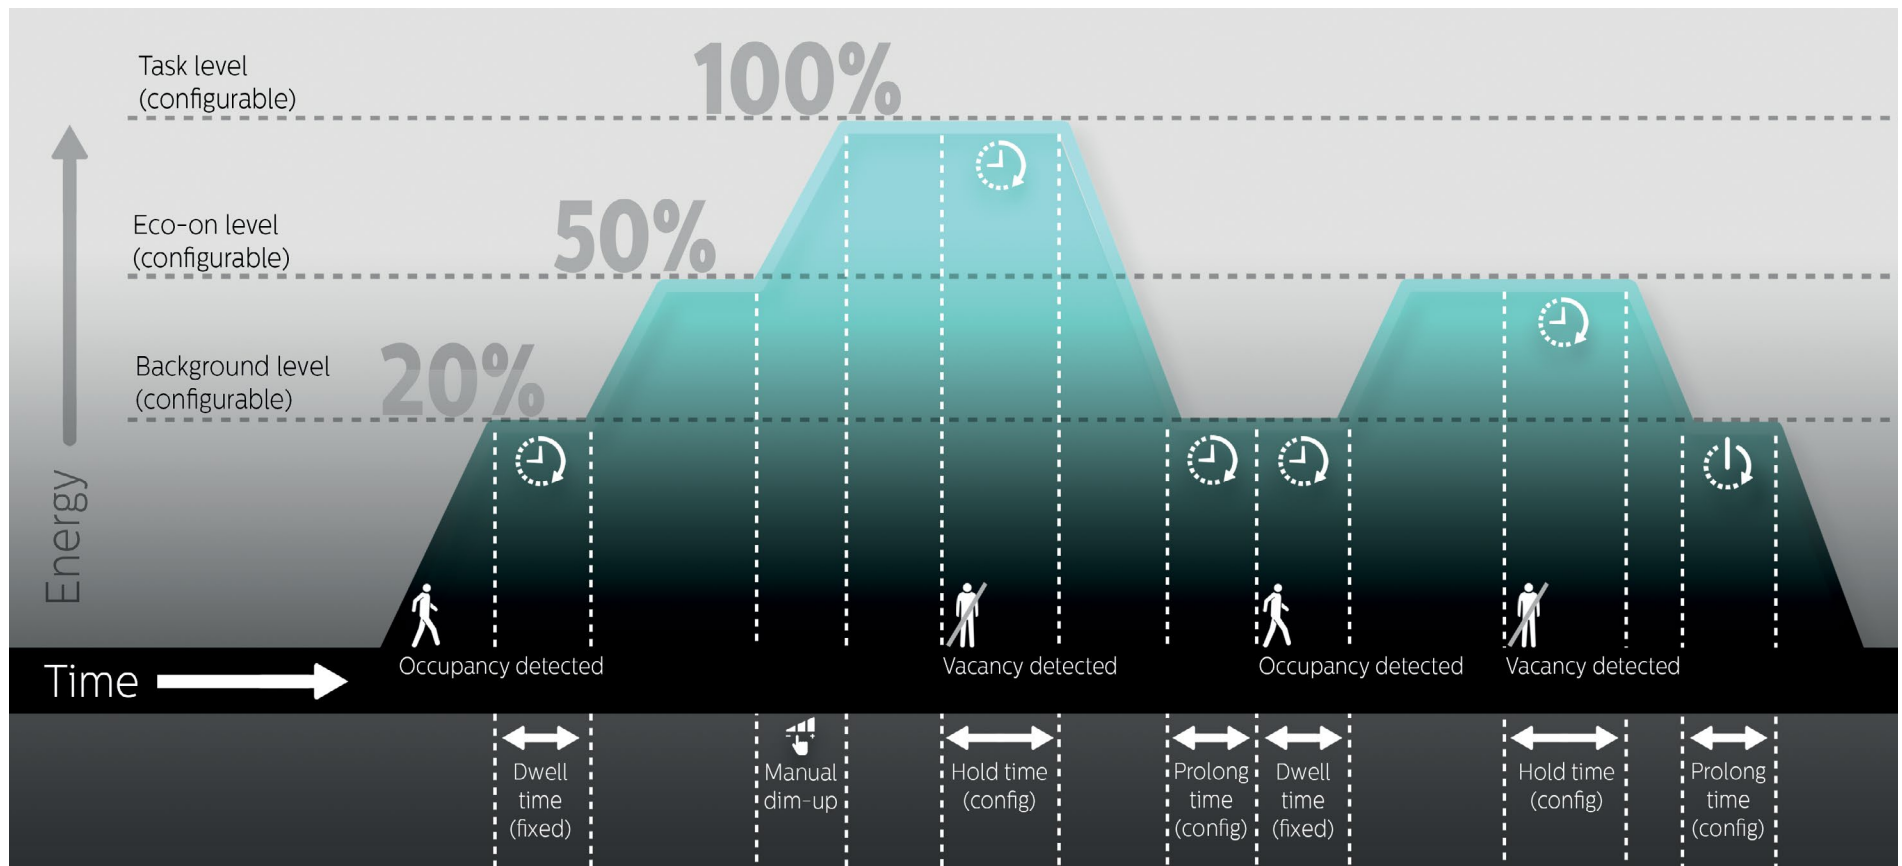 Task level
(configurable)
100%
Eco-on level
(configurable)
50%
Background level
(configurable)
20%
Energy
Occupancy detected
Vacancy detected
Occupancy detected
Vacancy detected
Time
Dwell
time
(fixed)
Manual
dim-up
Hold time
(config)
Prolong
time
(config)
Dwell
time
(fixed)
Hold time
(config)
Prolong
time
(config)